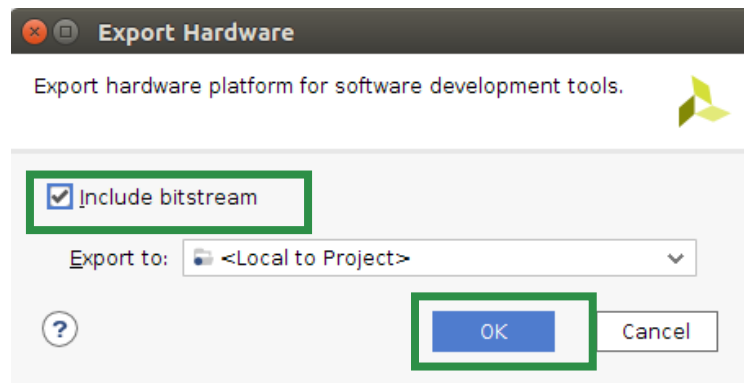 Export Hardware
Export hardware platform for software development tools.
Include bitstream
Export to: <Local to Project>
?
OK Cancel